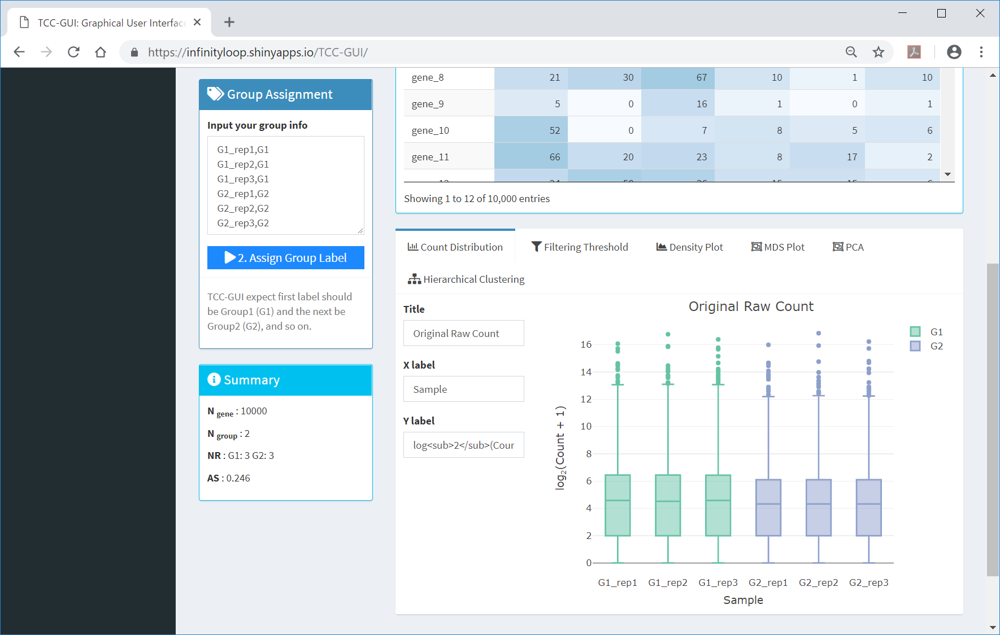 TCC-GUI: Graphical User Interface
https://infinityloop.shinyapps.io/TCC-GUI/
Group Assignment
Input your group info
G1_rep1,G1
G1_rep2,G1
G1_rep3,G1
G2_rep1,G2
G2_rep2,G2
G2_rep3,G2
2. Assign Group Label
TCC-GUI expect first label should
be Group1 (G1) and the next be
Group2 (G2), and so on.
Summary
N gene : 10000
N group : 2
NR : G1: 3 G2: 3
AS : 0.246
gene_8 21 30 67 10 1 10
gene_9 5 0 16 1 0 1
gene_10 52 0 7 8 5 6
gene_11 66 20 23 8 17 2
Showing 1 to 12 of 10,000 entries
Count Distribution
Filtering Threshold
Density Plot
MDS Plot
PCA
Hierarchical Clustering
Title
Original Raw Count
X label
Sample
Y label
log<sub>2</sub>(Cour
Original Raw Count
G1
G2
16
14
12
10
8
6
4
2
0
log2(Count + 1)
G1_rep1 G1_rep2 G1_rep3 G2_rep1 G2_rep2 G2_rep3
Sample